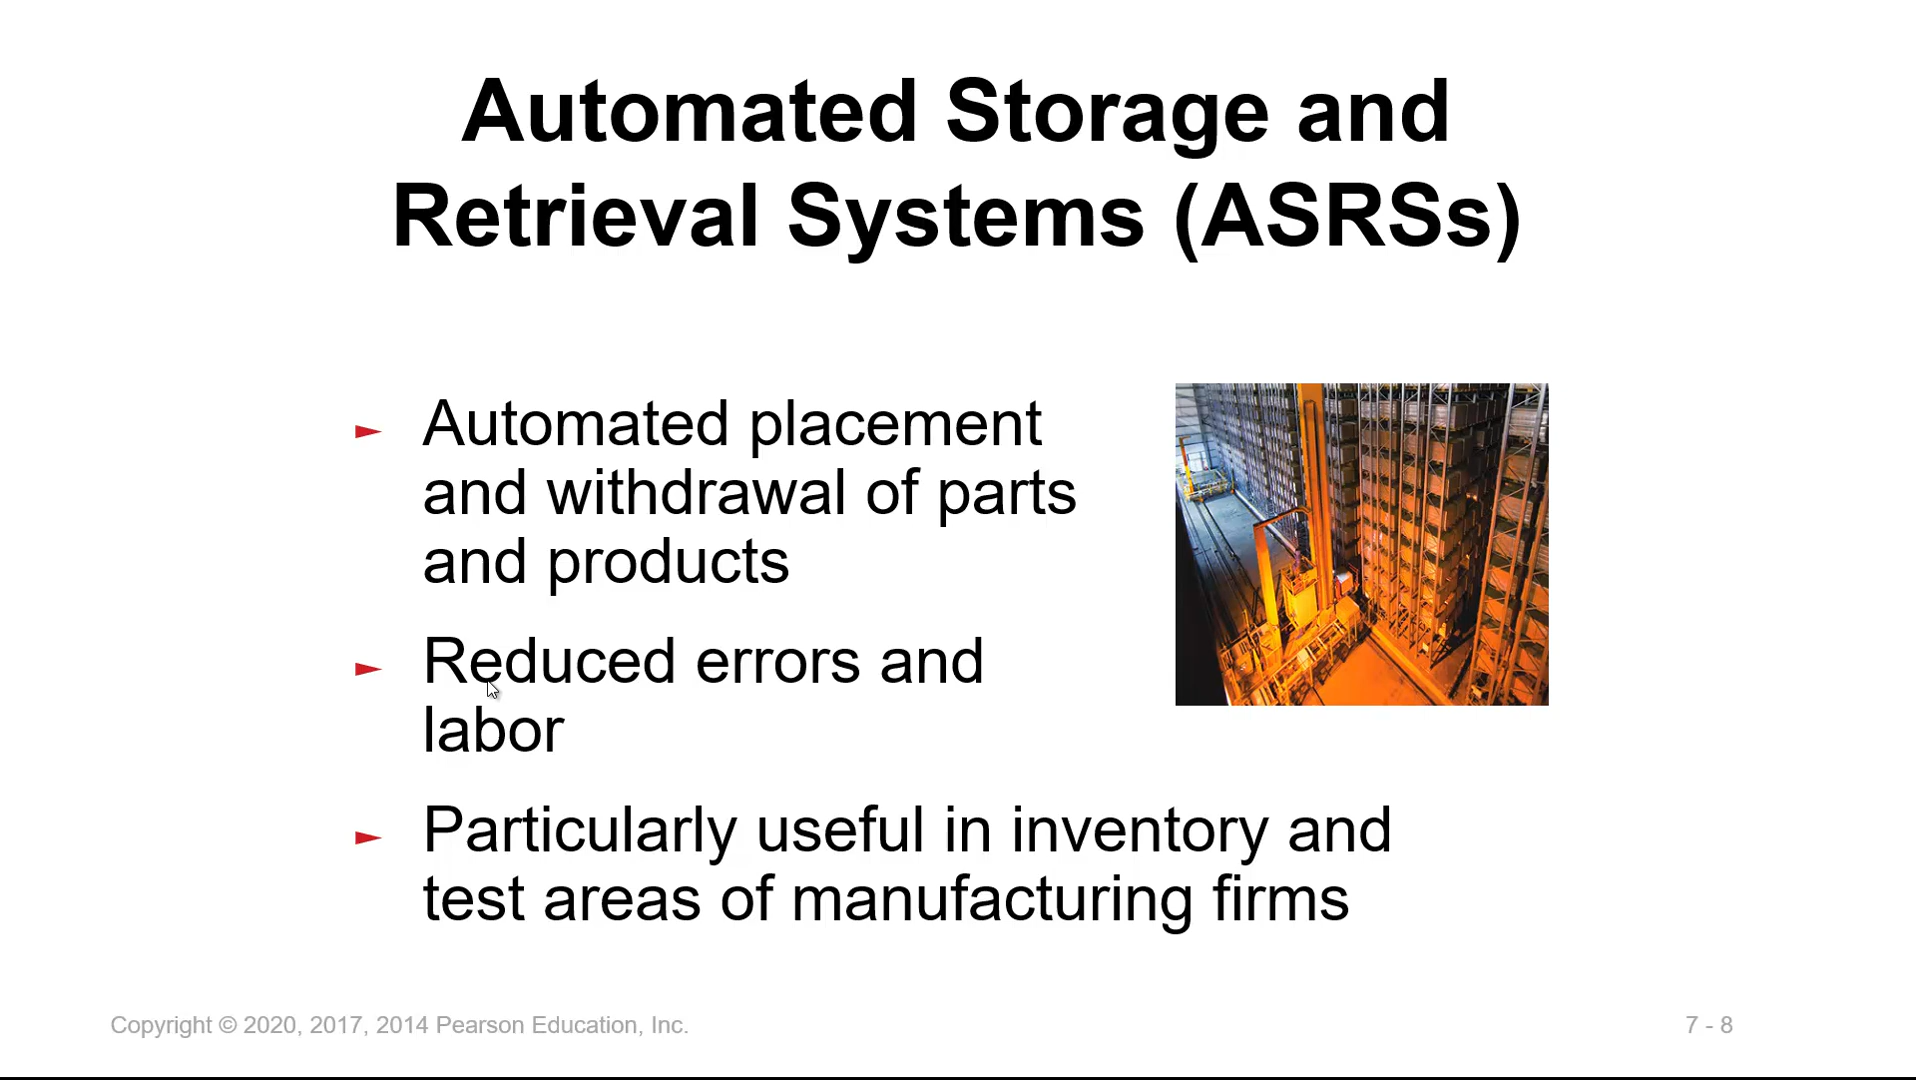 Automated Storage and
Retrieval Systems (ASRSs)
► Automated placement
and withdrawal of parts
and products
► Reduced errors and
labor
► Particularly useful in inventory and
test areas of manufacturing firms
Copyright © 2020, 2017, 2014 Pearson Education, Inc.
7 - 8